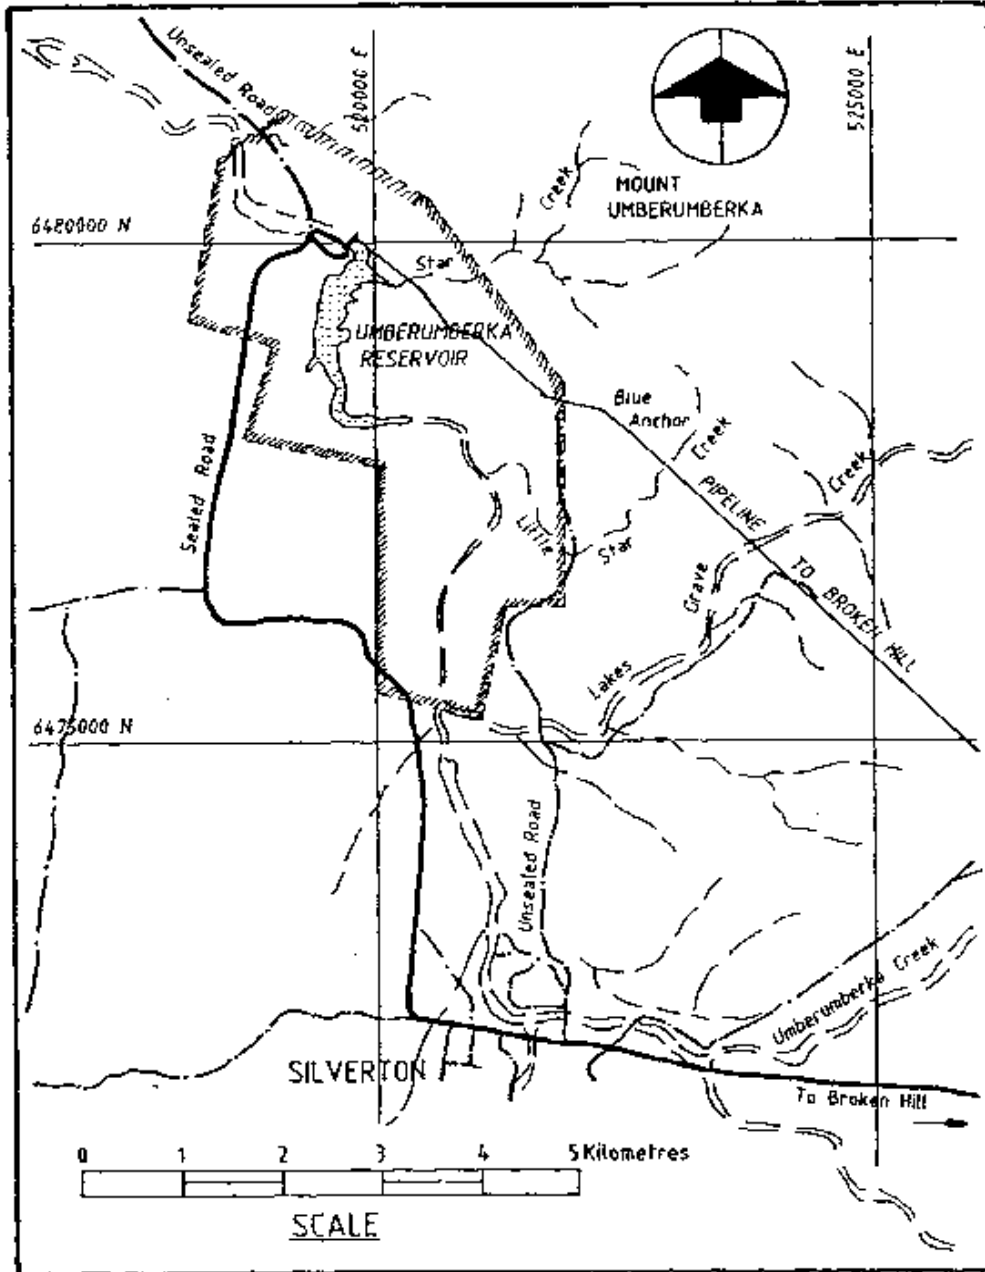 Unsealed Road
520000 E
525000 E
Creek
MOUNT
UMBERUMBERKA
6480000 N
Star
UMBERUMBERKA
RESERVOIR
Blue
Anchor
Creek
Creek
Sealed Road
PIPELINE
TO BROKEN HILL
Little
Star
Grave
Lakes
6475000 N
Unsealed Road
Umberumberka Creek
SILVERTON
To Broken Hill
0 1 2 3 4 5 Kilometres
SCALE